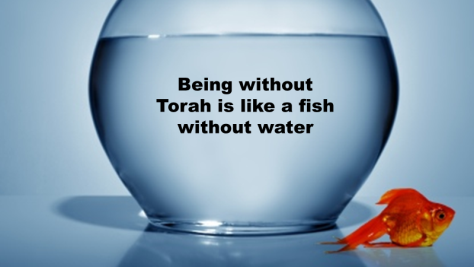 Being without
Torah is like a fish
without water